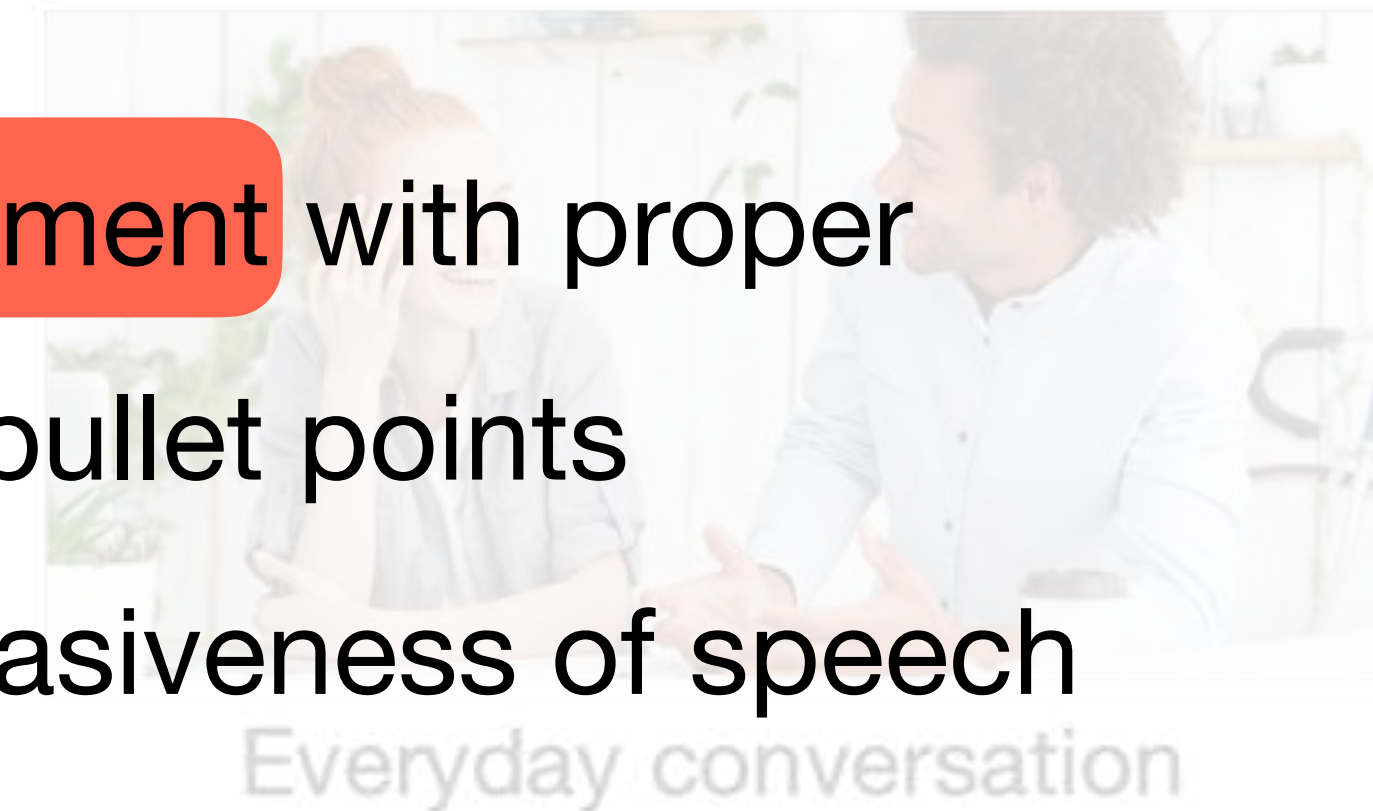 ment with proper
bullet points
asiveness of speech
Everyday conversation